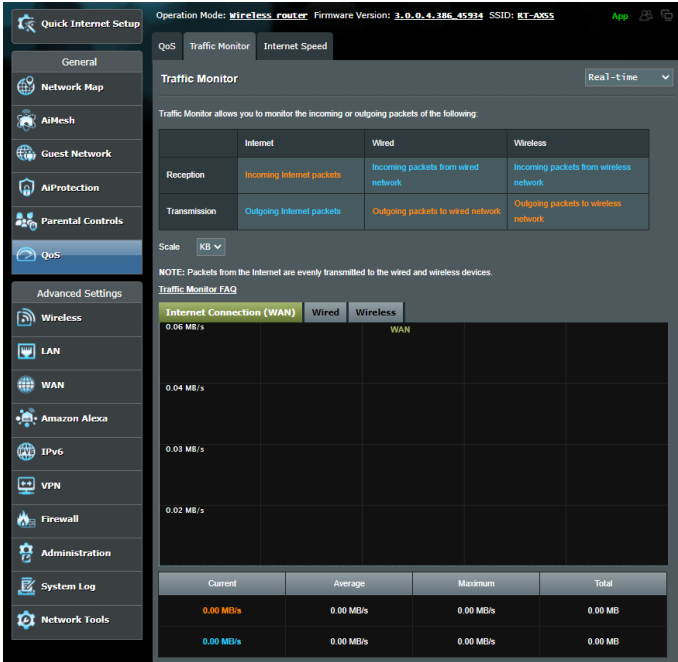 Quick Internet Setup
General
Network Map
AiMesh
Guest Network
AiProtection
Parental Controls
QoS
Advanced Settings
Wireless
LAN
WAN
Amazon Alexa
IPv6
VPN
Firewall
Administration
System Log
Network Tools
Operation Mode: Wireless router Firmware Version: 3.0.0.4.386_45934 SSID: RT-AX55 App
QoS Traffic Monitor Internet Speed
Traffic Monitor Real-time
Traffic Monitor allows you to monitor the incoming or outgoing packets of the following:
Internet Wired Wireless
Reception Incoming Internet packets Incoming packets from wired network Incoming packets from wireless network
Transmission Outgoing Internet packets Outgoing packets to wired network Outgoing packets to wireless network
Scale KB
NOTE: Packets from the Internet are evenly transmitted to the wired and wireless devices.
Traffic Monitor FAQ
Internet Connection (WAN) Wired Wireless
0.06 MB/s WAN
0.04 MB/s
0.03 MB/s
0.02 MB/s
Current Average Maximum Total
0.00 MB/s 0.00 MB/s 0.00 MB/s 0.00 MB
0.00 MB/s 0.00 MB/s 0.00 MB/s 0.00 MB